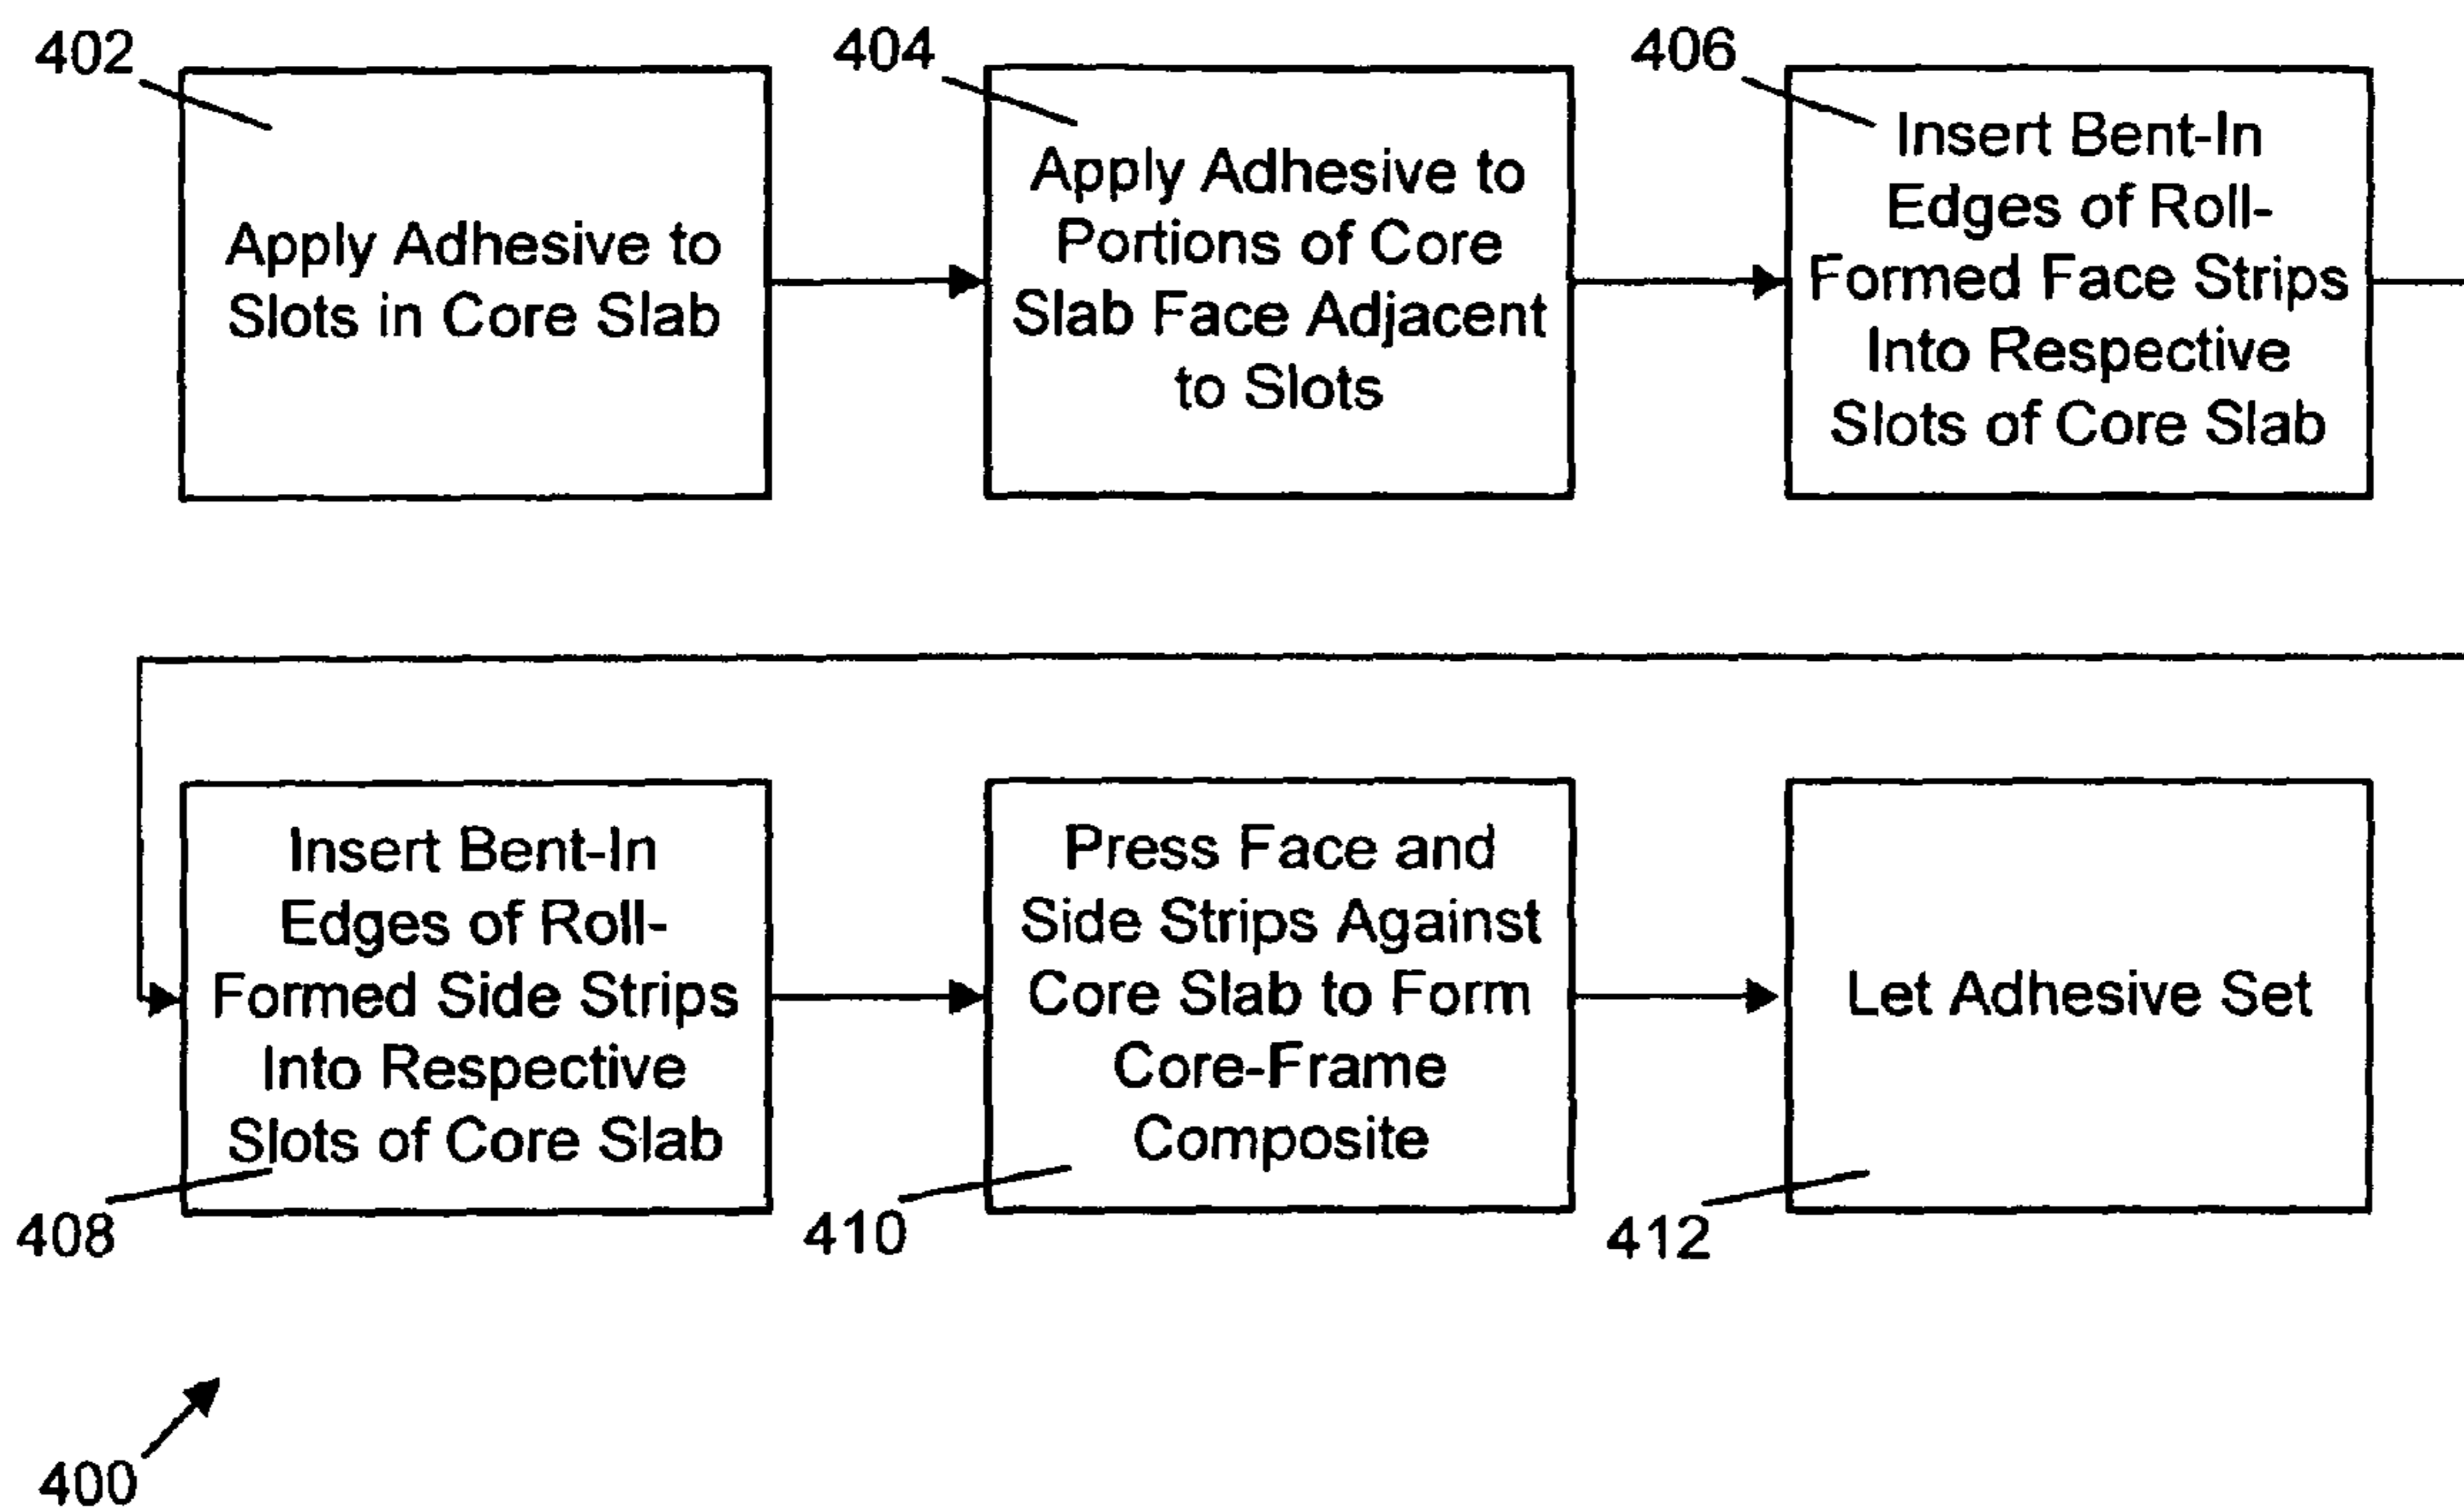 402
Apply Adhesive to
Slots in Core Slab
404
Apply Adhesive to
Portions of Core
Slab Face Adjacent
to Slots
406
Insert Bent-In
Edges of Roll-
Formed Face Strips
Into Respective
Slots of Core Slab
Insert Bent-In
Edges of Roll-
Formed Side Strips
Into Respective
Slots of Core Slab
408
Press Face and
Side Strips Against
Core Slab to Form
Core-Frame
Composite
410
Let Adhesive Set
412
400